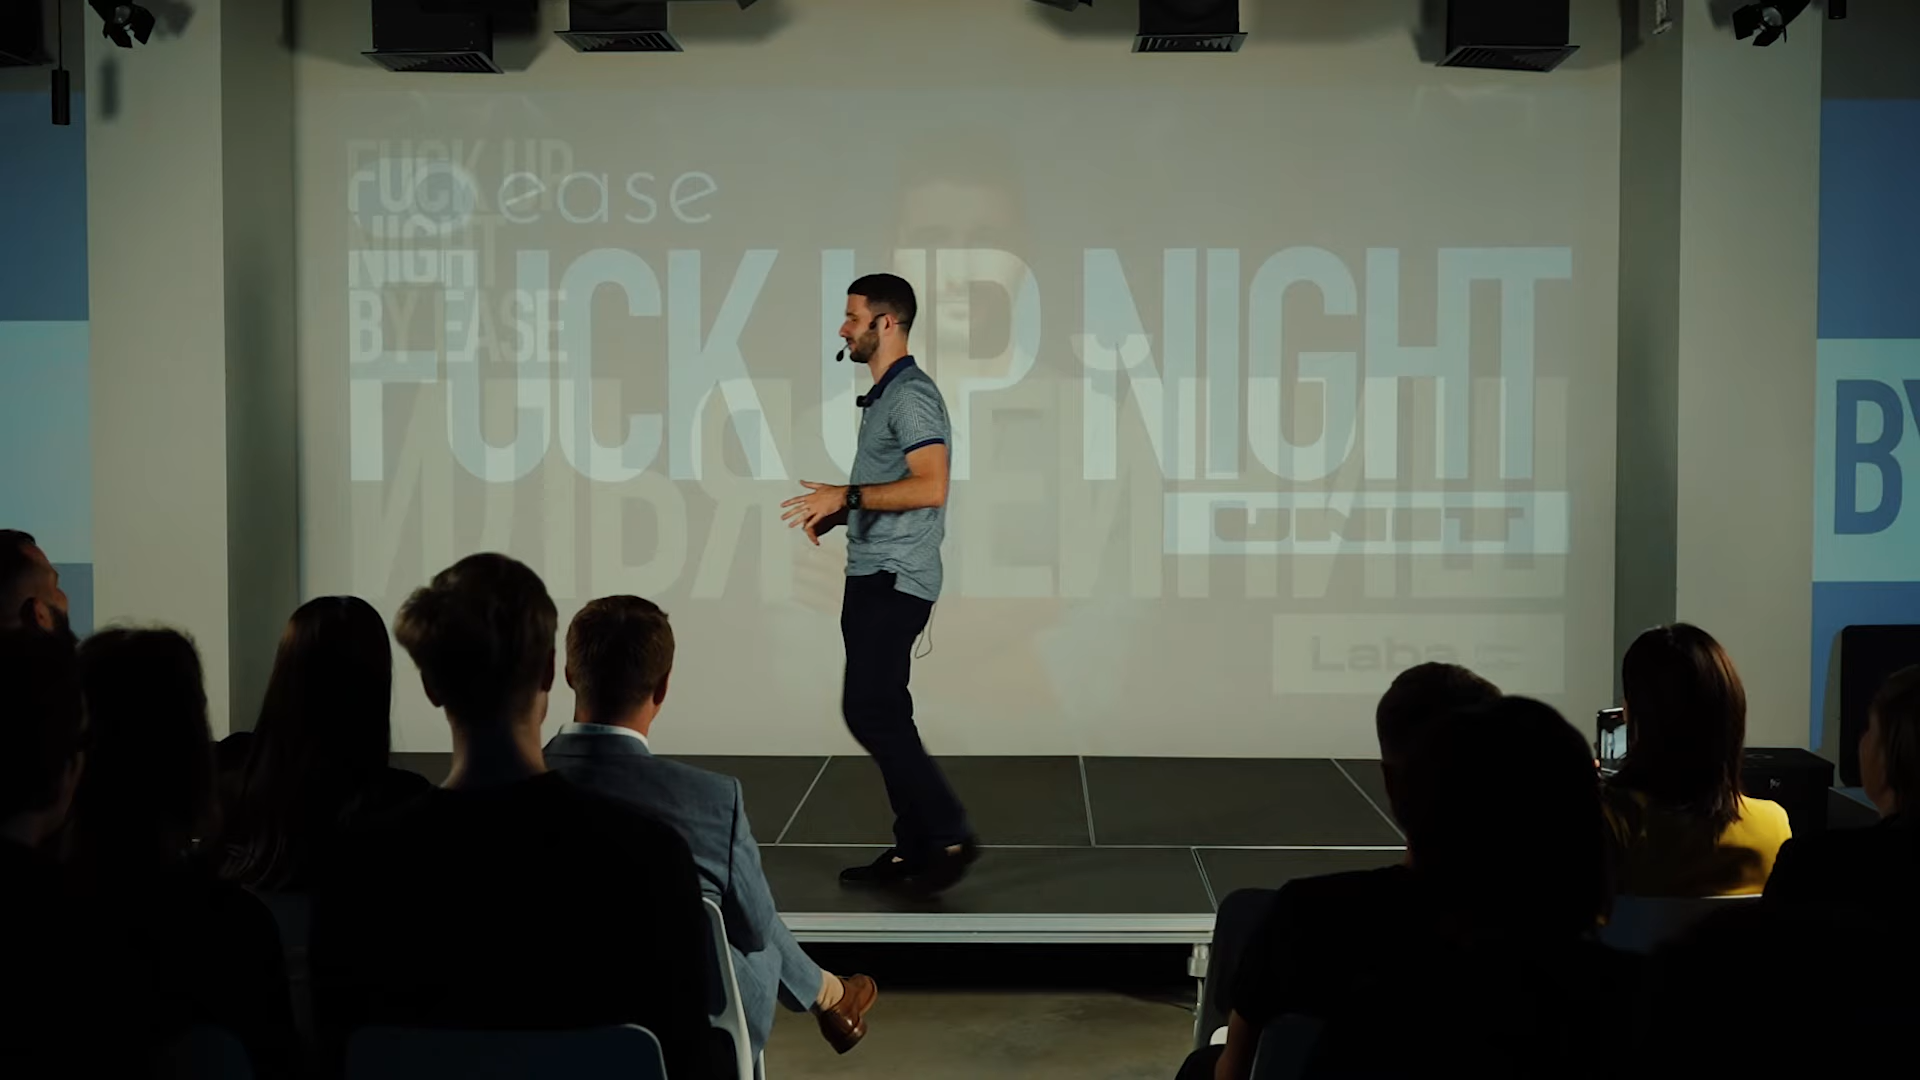 FUCK UP
NIGHT
BY EASE
ease
FUCK UP NIGHT
UNIT
Laba
BY